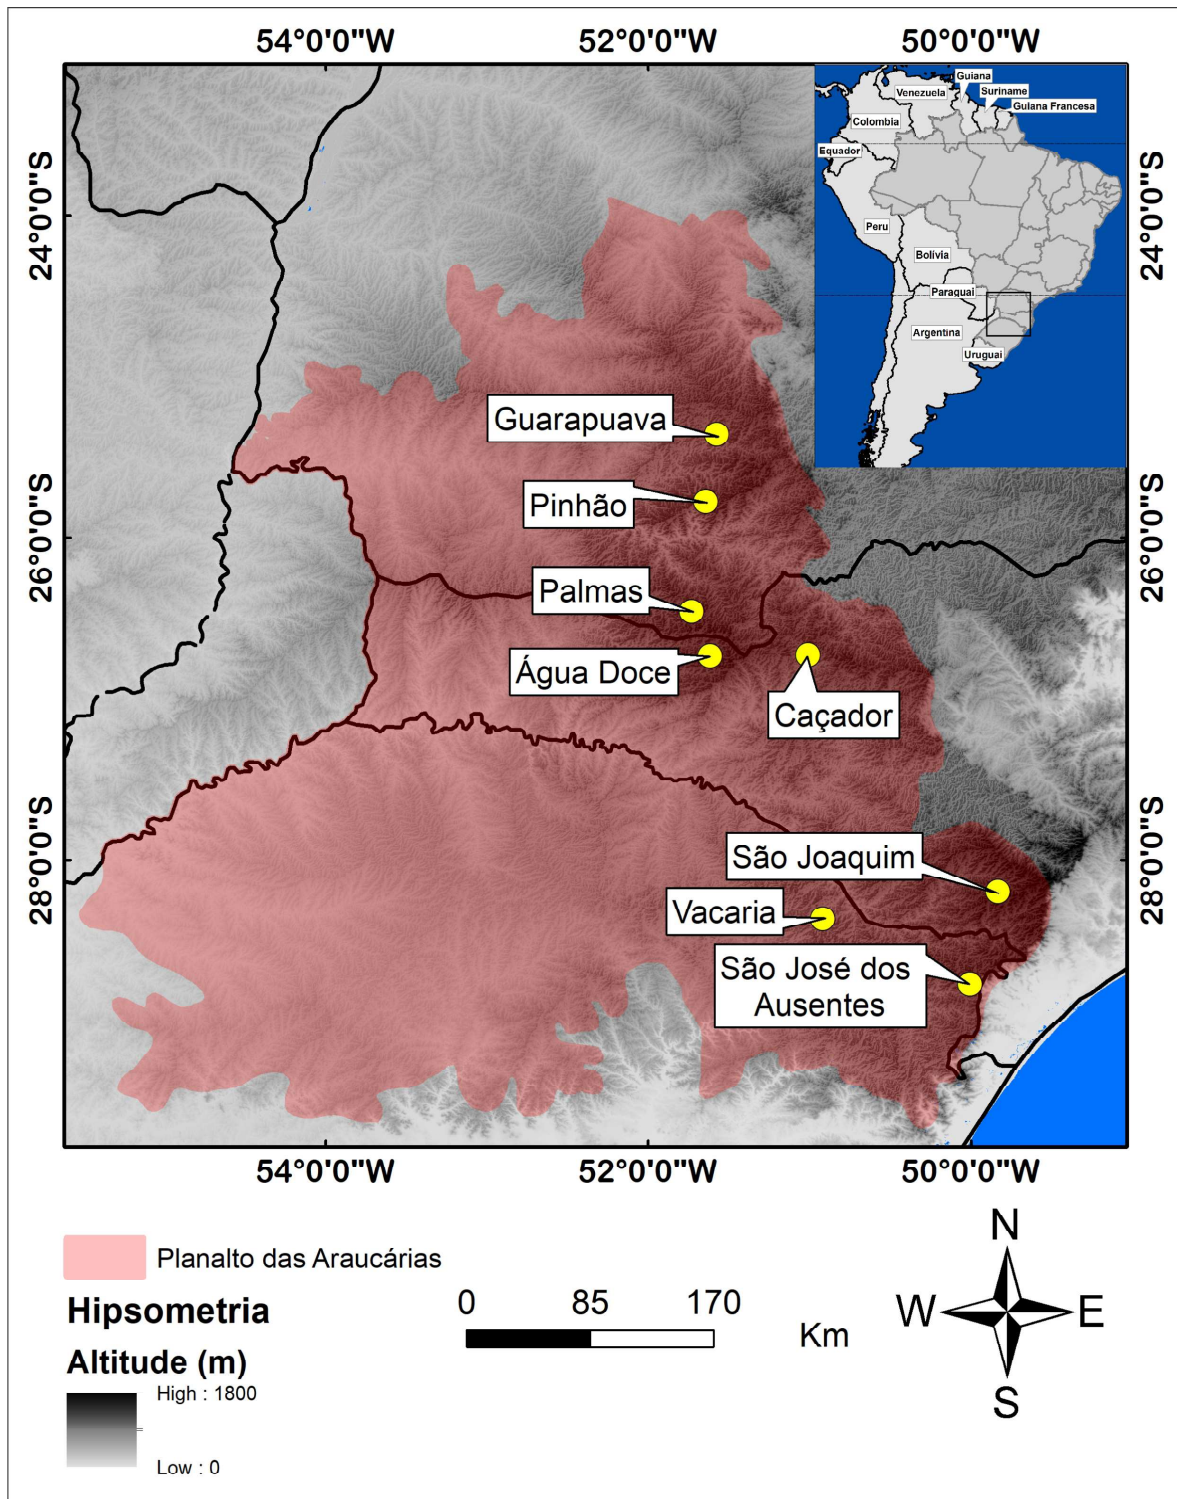 54°0'0"W
52°0'0"W
50°0'0"W
24°0'0"S
24°0'0"S
Guiana
Venezuela
Suriname
Guiana Francesa
Colombia
Equador
Peru
Bolívia
Paraguai
Argentina
Uruguai
Guarapuava
Pinhão
26°0'0"S
26°0'0"S
Palmas
Água Doce
Caçador
28°0'0"S
28°0'0"S
São Joaquim
Vacaria
São José dos
Ausentes
54°0'0"W
52°0'0"W
50°0'0"W
Planalto das Araucárias
Hipsometria
Altitude (m)
High : 1800
Low : 0
0
85
170
Km
N
W
E
S